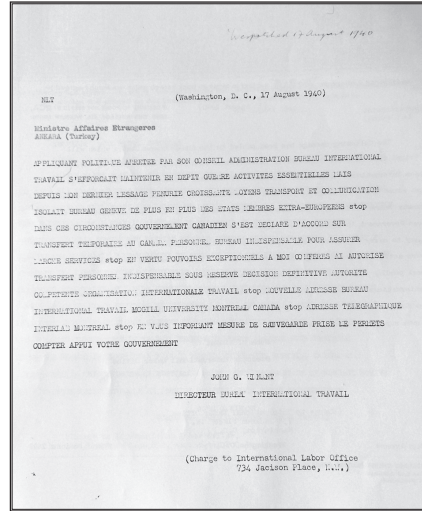 Despatched 17 August 1940
NLT
(Washington, D. C., 17 August 1940)
Ministre Affaires Etrangeres
ANKARA (Turkey)
APPLIQUANT POLITIQUE ARRETEE PAR SON CONSEIL ADMINISTRATION BUREAU INTERNATIONAL
TRAVAIL S'EFFORCAIT MAINTENIR EN DEPIT GUERRE ACTIVITES ESSENTIELLES MAIS
DEPUIS MON DERNIER MESSAGE PENURIE CROISSANTE MOYENS TRANSPORT ET COMMUNICATION
ISOLAIT BUREAU GENEVE DE PLUS EN PLUS DES ETATS MEMBRES EXTRA-EUROPEENS stop
DANS CES CIRCONSTANCES GOUVERNEMENT CANADIEN S'EST DECLARE D'ACCORD SUR
TRANSFERT TEMPORAIRE AU CANADA PERSONNEL BUREAU INDISPENSABLE POUR ASSURER
MARCHE SERVICES stop EN VERTU POUVOIRS EXCEPTIONNELS A MOI CONFERES AI AUTORISE
TRANSFERT PERSONNEL INDISPENSABLE SOUS RESERVE DECISION DEFINITIVE AUTORITE
COMPETENTE ORGANISATION INTERNATIONALE TRAVAIL stop NOUVELLE ADRESSE BUREAU
INTERNATIONAL TRAVAIL MCGILL UNIVERSITY MONTREAL CANADA stop ADRESSE TELEGRAPHIQUE
INTERLAB MONTREAL stop EN VOUS INFORMANT MESURE DE SAUVEGARDE PRISE ME PERMETS
COMPTER APPUI VOTRE GOUVERNEMENT
JOHN G. WINANT
DIRECTEUR BUREAU INTERNATIONAL TRAVAIL
(Charge to International Labor Office
734 Jackson Place, N.W.)